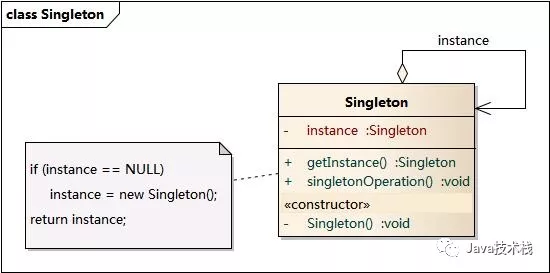 class Singleton
instance
Singleton
- instance :Singleton
+ getInstance() :Singleton
+ singletonOperation() :void
«constructor»
- Singleton() :void
if (instance == NULL)
instance = new Singleton();
return instance;
Java技术栈